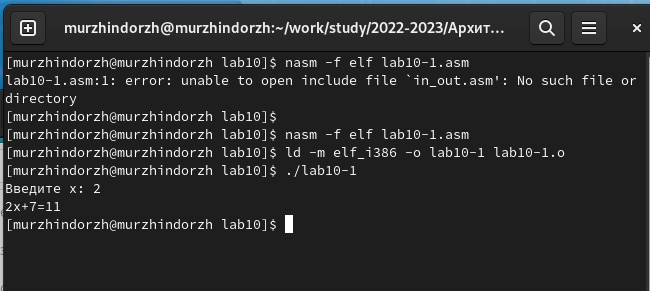 murzhindorzh@murzhindorzh:~/work/study/2022-2023/Архит...
[murzhindorzh@murzhindorzh lab10]$ nasm -f elf lab10-1.asm
lab10-1.asm:1: error: unable to open include file `in_out.asm': No such file or
directory
[murzhindorzh@murzhindorzh lab10]$
[murzhindorzh@murzhindorzh lab10]$ nasm -f elf lab10-1.asm
[murzhindorzh@murzhindorzh lab10]$ ld -m elf_i386 -o lab10-1 lab10-1.o
[murzhindorzh@murzhindorzh lab10]$ ./lab10-1
Введите x: 2
2x+7=11
[murzhindorzh@murzhindorzh lab10]$